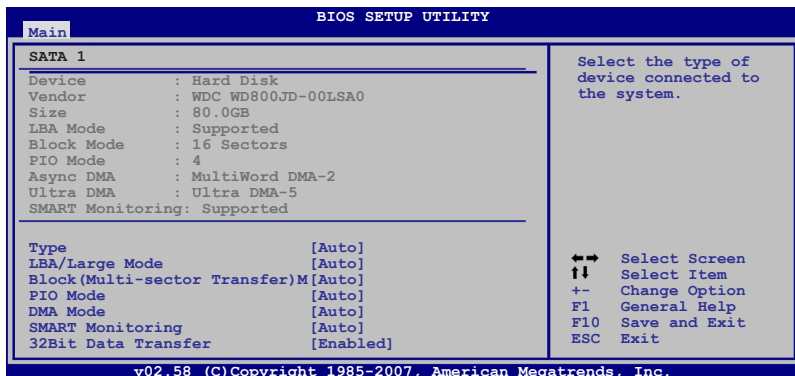 BIOS SETUP UTILITY
Main
SATA 1
Device : Hard Disk
Vendor : WDC WD800JD-00LSA0
Size : 80.0GB
LBA Mode : Supported
Block Mode : 16 Sectors
PIO Mode : 4
Async DMA : MultiWord DMA-2
Ultra DMA : Ultra DMA-5
SMART Monitoring: Supported
Type [Auto]
LBA/Large Mode [Auto]
Block(Multi-sector Transfer)M[Auto]
PIO Mode [Auto]
DMA Mode [Auto]
SMART Monitoring [Auto]
32Bit Data Transfer [Enabled]
Select the type of
device connected to
the system.
←→ Select Screen
↑↓ Select Item
+- Change Option
F1 General Help
F10 Save and Exit
ESC Exit
v02.58 (C)Copyright 1985-2007, American Megatrends, Inc.